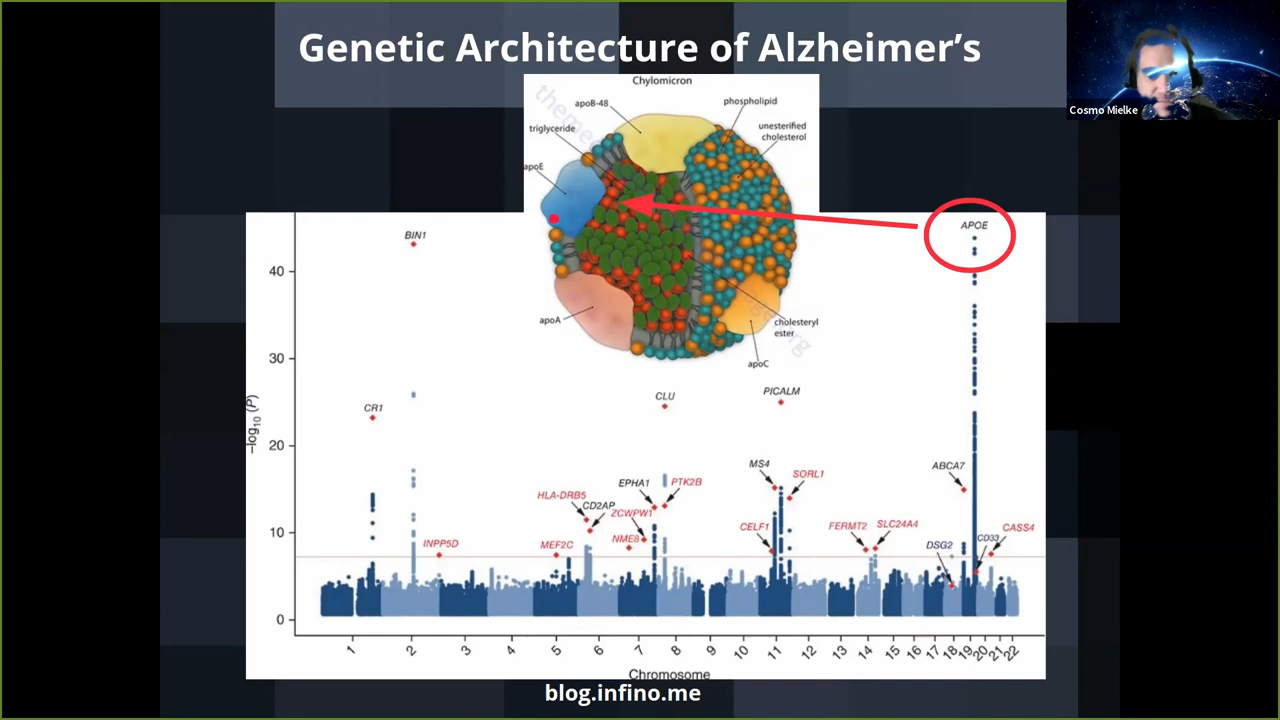 Genetic Architecture of Alzheimer's
Cosmo Mielke
Chylomicron
apoB-48
phospholipid
triglyceride
unesterified
cholesterol
apoE
apoA
cholesteryl
ester
apoC
APOE
BIN1
CR1
CLU
PICALM
MS4
SORL1
ABCA7
EPHA1
PTK2B
HLA-DRB5
CD2AP
ZCWPW1
CELF1
FERMT2
SLC24A4
CASS4
INPP5D
MEF2C
NME8
DSG2
CD33
–log10 (P)
40
30
20
10
0
1 2 3 4 5 6 7 8 9 10 11 12 13 14 15 16 17 18 19 20 21 22
Chromosome
blog.infino.me